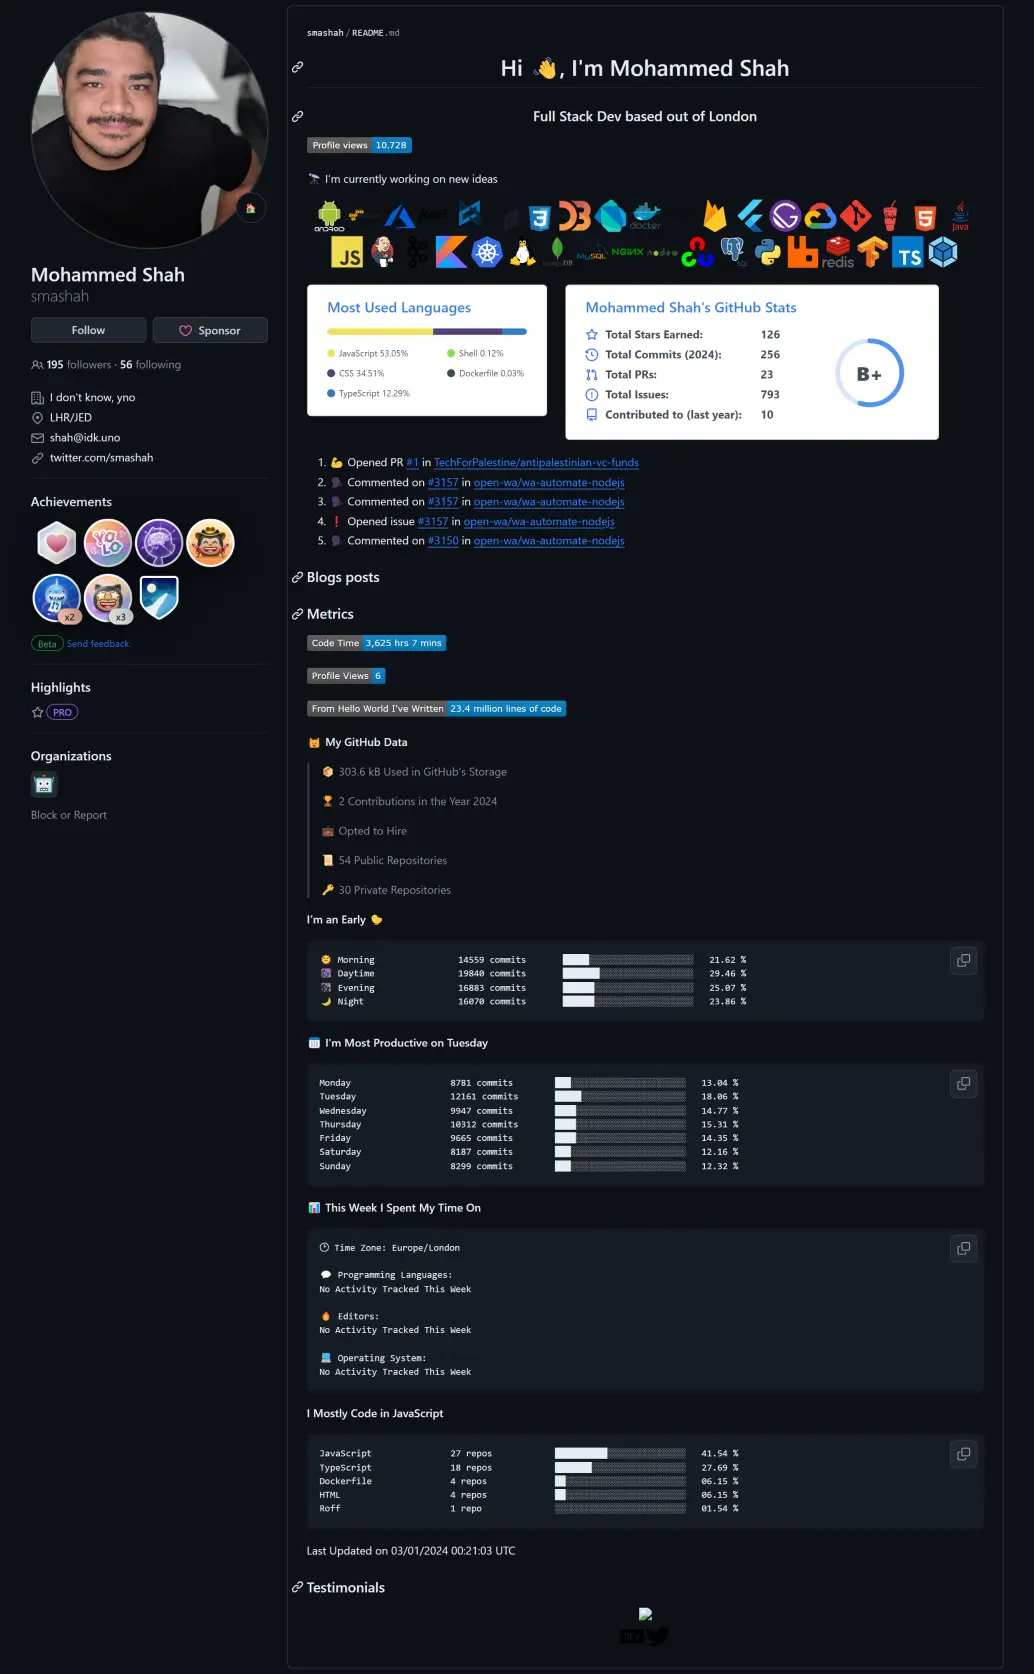 Mohammed Shah
smashah
Follow
Sponsor
195 followers · 56 following
I don't know, yno
LHR/JED
shah@idk.uno
twitter.com/smashah
Achievements
YOLO
x2
x3
Beta Send feedback
Highlights
PRO
Organizations
Block or Report
smashah/README.md
Hi 👋, I'm Mohammed Shah
Full Stack Dev based out of London
Profile views 10,728
🔭 I'm currently working on new ideas
ANDROID
docker
Java
JS
mongoDB
MySQL
NGINX
node
SQL
redis
TS
Most Used Languages
JavaScript 53.05%
Shell 0.12%
CSS 34.51%
Dockerfile 0.03%
TypeScript 12.29%
Mohammed Shah's GitHub Stats
Total Stars Earned: 126
Total Commits (2024): 256
Total PRs: 23
Total Issues: 793
Contributed to (last year): 10
B+
1. 💪 Opened PR #1 in TechForPalestine/antipalestinian-vc-funds
2. 🗣 Commented on #3157 in open-wa/wa-automate-nodejs
3. 🗣 Commented on #3157 in open-wa/wa-automate-nodejs
4. ❗ Opened issue #3157 in open-wa/wa-automate-nodejs
5. 🗣 Commented on #3150 in open-wa/wa-automate-nodejs
Blogs posts
Metrics
Code Time 3,625 hrs 7 mins
Profile Views 6
From Hello World I've Written 23.4 million lines of code
🐱 My GitHub Data
📦 303.6 kB Used in GitHub's Storage
🏆 2 Contributions in the Year 2024
💼 Opted to Hire
📜 54 Public Repositories
🔑 30 Private Repositories
I'm an Early 🐤
🌞 Morning 14559 commits 21.62 %
🌆 Daytime 19840 commits 29.46 %
🌃 Evening 16883 commits 25.07 %
🌙 Night 16070 commits 23.86 %
📅 I'm Most Productive on Tuesday
Monday 8781 commits 13.04 %
Tuesday 12161 commits 18.06 %
Wednesday 9947 commits 14.77 %
Thursday 10312 commits 15.31 %
Friday 9665 commits 14.35 %
Saturday 8187 commits 12.16 %
Sunday 8299 commits 12.32 %
📊 This Week I Spent My Time On
🕑 Time Zone: Europe/London
💬 Programming Languages:
No Activity Tracked This Week
🔥 Editors:
No Activity Tracked This Week
💻 Operating System:
No Activity Tracked This Week
I Mostly Code in JavaScript
JavaScript 27 repos 41.54 %
TypeScript 18 repos 27.69 %
Dockerfile 4 repos 06.15 %
HTML 4 repos 06.15 %
Roff 1 repo 01.54 %
Last Updated on 03/01/2024 00:21:03 UTC
Testimonials